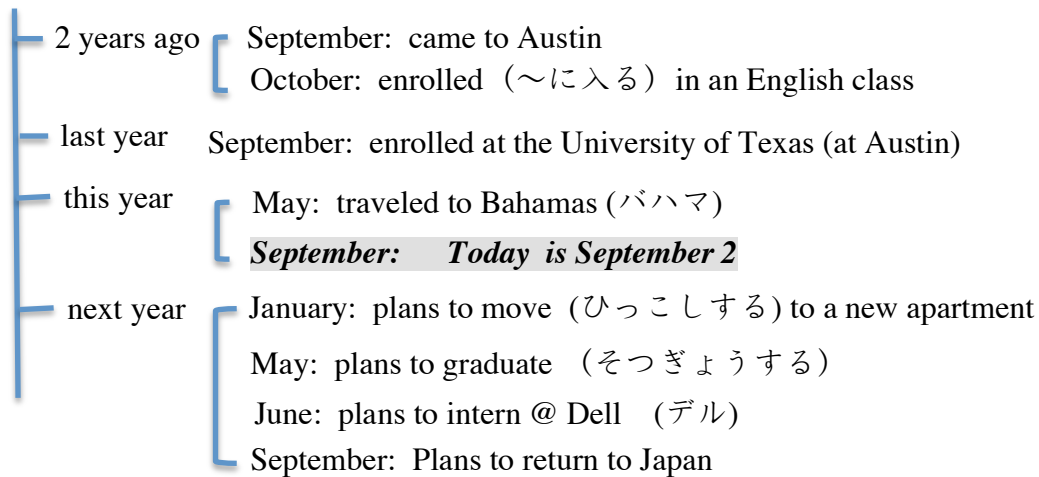 2 years ago September: came to Austin
October: enrolled（～に入る）in an English class
last year September: enrolled at the University of Texas (at Austin)
this year May: traveled to Bahamas (バハマ)
September: Today is September 2
next year January: plans to move (ひっこしする) to a new apartment
May: plans to graduate （そつぎょうする）
June: plans to intern @ Dell (デル)
September: Plans to return to Japan